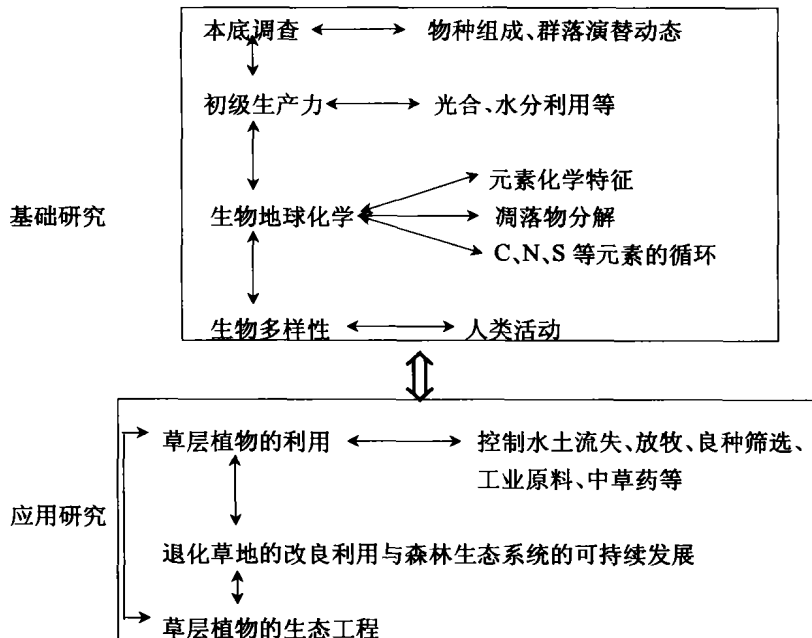 本底调查 物种组成、群落演替动态
初级生产力 光合、水分利用等
元素化学特征
基础研究 生物地球化学 凋落物分解
C、N、S 等元素的循环
生物多样性 人类活动
草层植物的利用 控制水土流失、放牧、良种筛选、
工业原料、中草药等
应用研究
退化草地的改良利用与森林生态系统的可持续发展
草层植物的生态工程